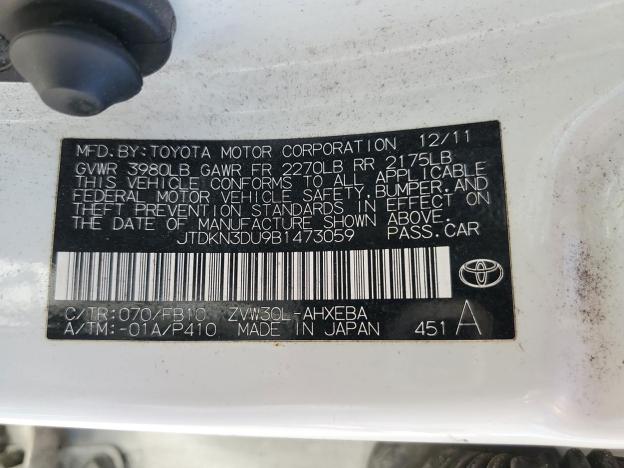 MFD.BY:TOYOTA MOTOR CORPORATION 12/11
GVWR 3980LB GAWR FR 2270LB RR 2175LB
THIS VEHICLE CONFORMS TO ALL APPLICABLE
FEDERAL MOTOR VEHICLE SAFETY,BUMPER,AND
THEFT PREVENTION STANDARDS IN EFFECT ON
THE DATE OF MANUFACTURE SHOWN ABOVE.
JTDKN3DU9B1473059 PASS.CAR
C/TR:070/FB10 ZVW30L-AHXEBA
A/TM:-01A/P410 MADE IN JAPAN 451 A